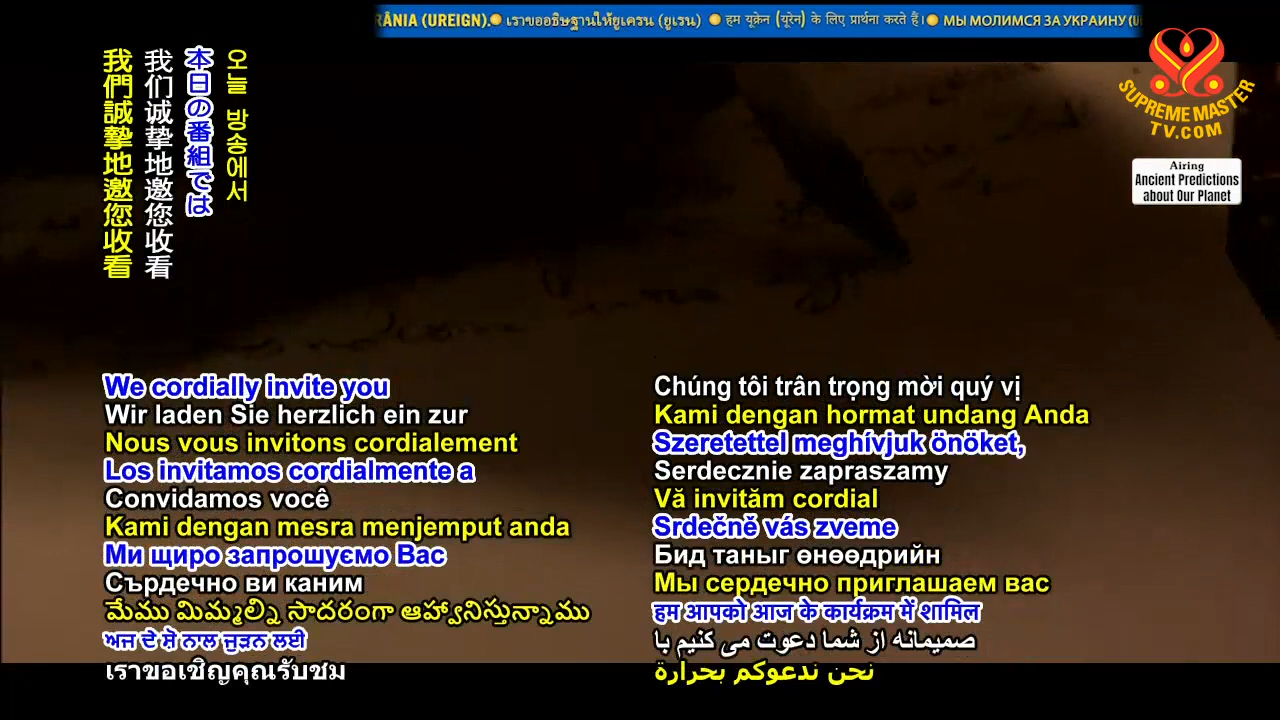 RÂNIA (UREIGN). เราขออธิษฐานให้ยูเครน (ยูเรน) हम यूक्रेन (यूरेन) के लिए प्रार्थना करते हैं। МЫ МОЛИМСЯ ЗА УКРАИНУ
SUPREME MASTER
TV.COM
Airing
Ancient Predictions
about Our Planet
오늘 방송에서
本日の番組では
我们诚挚地邀您收看
我們誠摯地邀您收看
We cordially invite you
Wir laden Sie herzlich ein zur
Nous vous invitons cordialement
Los invitamos cordialmente a
Convidamos você
Kami dengan mesra menjemput anda
Ми щиро запрошуємо Вас
Сърдечно ви каним
మేము మిమ్మల్ని సాదరంగా ఆహ్వానిస్తున్నాము
ਅਜ ਦੇ ਸ਼ੋ ਨਾਲ ਜੁੜਨ ਲਈ
เราขอเชิญคุณรับชม
Chúng tôi trân trọng mời quý vị
Kami dengan hormat undang Anda
Szeretettel meghívjuk önöket,
Serdecznie zapraszamy
Vă invităm cordial
Srdečně vás zveme
Бид таныг өнөөдрийн
Мы сердечно приглашаем вас
हम आपको आज के कार्यक्रम में शामिल
صمیمانه از شما دعوت می کنیم با
نحن ندعوكم بحرارة